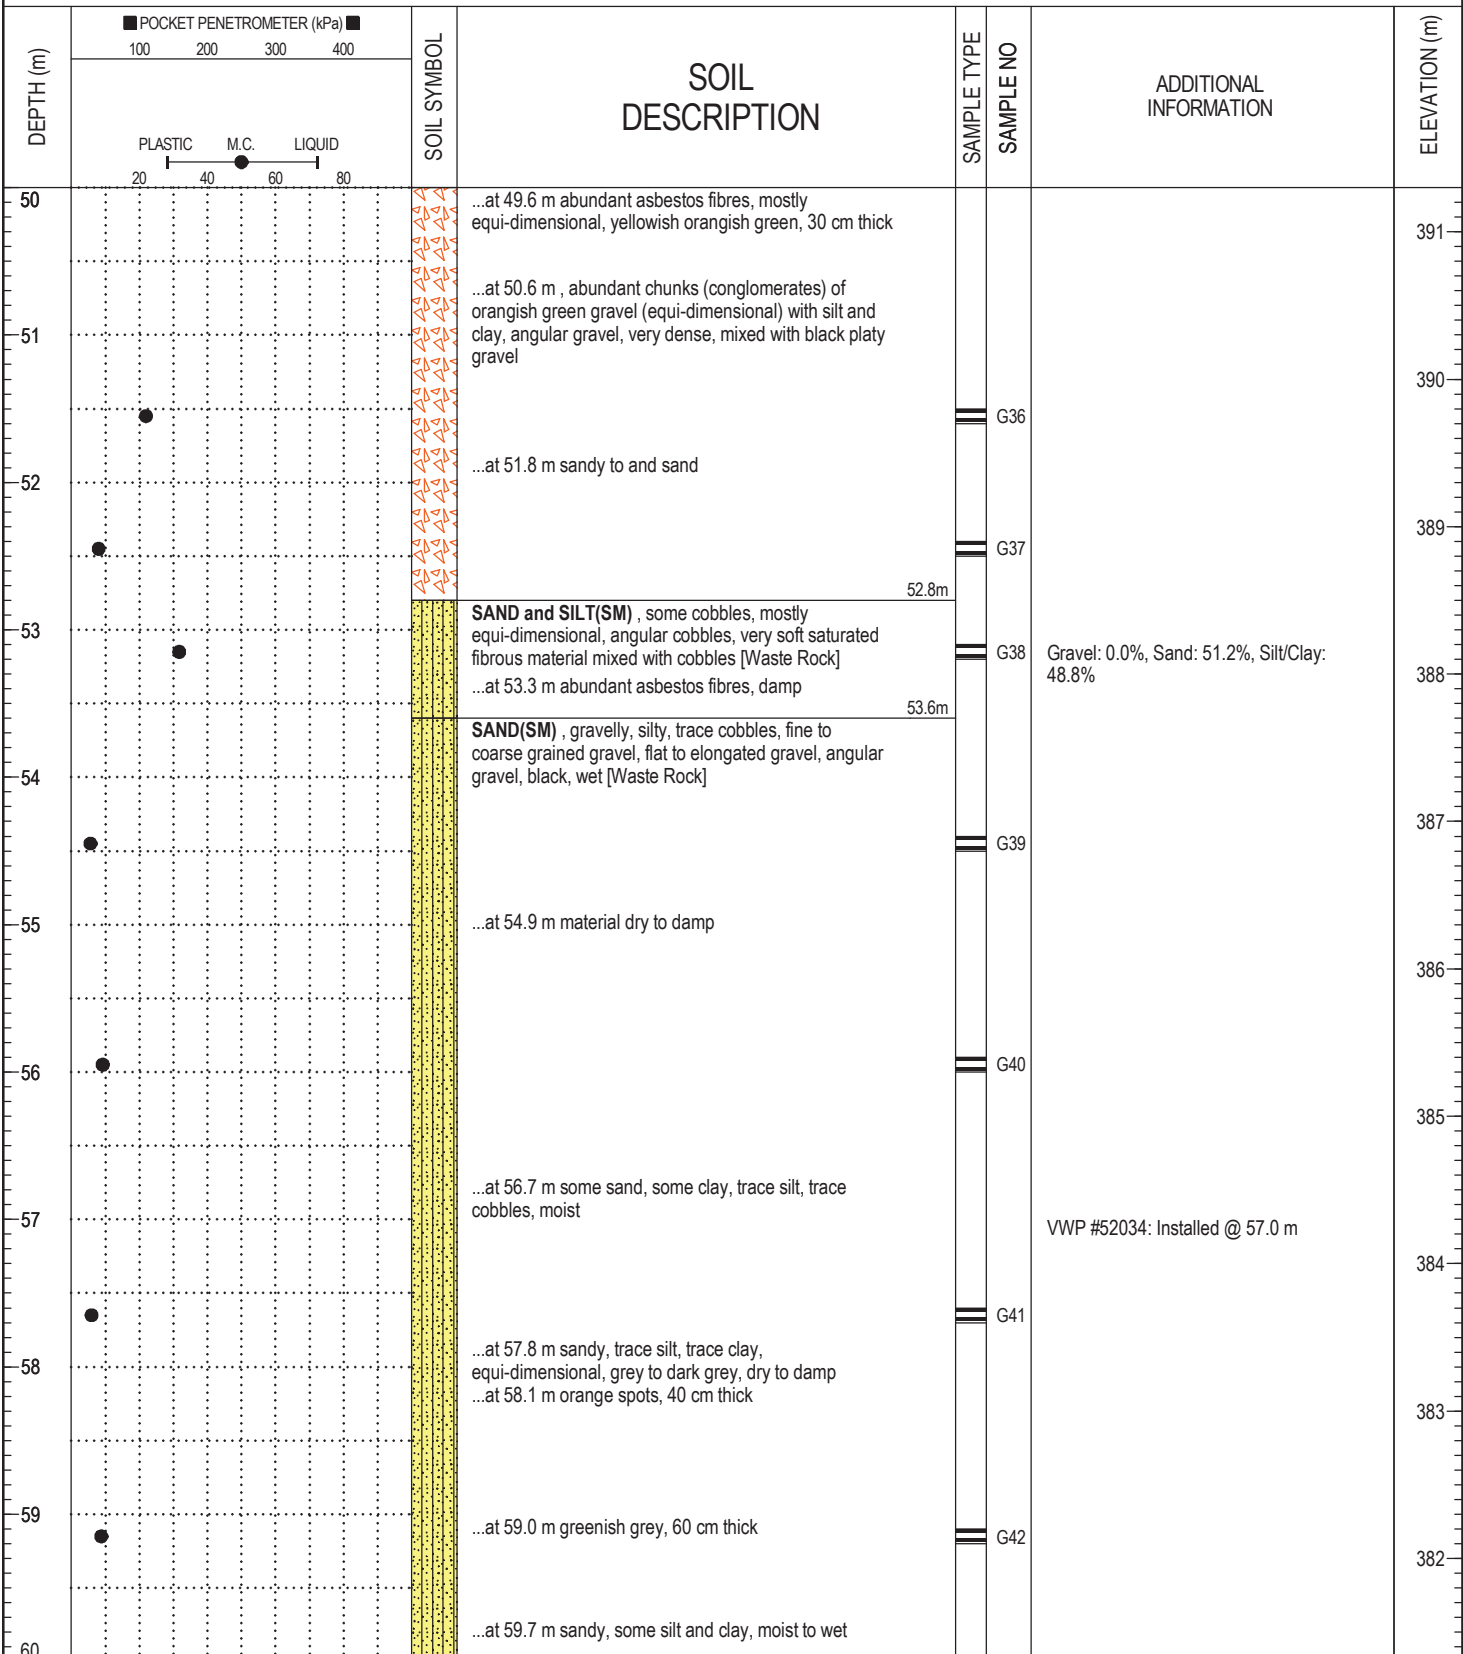 POCKET PENETROMETER (kPa)
100 200 300 400
DEPTH (m)
PLASTIC M.C. LIQUID
20 40 60 80
SOIL SYMBOL
SOIL
DESCRIPTION
SAMPLE TYPE
SAMPLE NO
ADDITIONAL
INFORMATION
ELEVATION (m)
50
...at 49.6 m abundant asbestos fibres, mostly
equi-dimensional, yellowish orangish green, 30 cm thick
391
...at 50.6 m , abundant chunks (conglomerates) of
orangish green gravel (equi-dimensional) with silt and
clay, angular gravel, very dense, mixed with black platy
gravel
51
390
G36
...at 51.8 m sandy to and sand
52
389
G37
52.8m
SAND and SILT(SM) , some cobbles, mostly
equi-dimensional, angular cobbles, very soft saturated
fibrous material mixed with cobbles [Waste Rock]
53
G38
Gravel: 0.0%, Sand: 51.2%, Silt/Clay:
48.8%
388
...at 53.3 m abundant asbestos fibres, damp
53.6m
SAND(SM) , gravelly, silty, trace cobbles, fine to
coarse grained gravel, flat to elongated gravel, angular
gravel, black, wet [Waste Rock]
54
387
G39
...at 54.9 m material dry to damp
55
386
G40
56
385
...at 56.7 m some sand, some clay, trace silt, trace
cobbles, moist
57
VWP #52034: Installed @ 57.0 m
384
G41
...at 57.8 m sandy, trace silt, trace clay,
equi-dimensional, grey to dark grey, dry to damp
58
...at 58.1 m orange spots, 40 cm thick
383
59
...at 59.0 m greenish grey, 60 cm thick
G42
382
...at 59.7 m sandy, some silt and clay, moist to wet
60